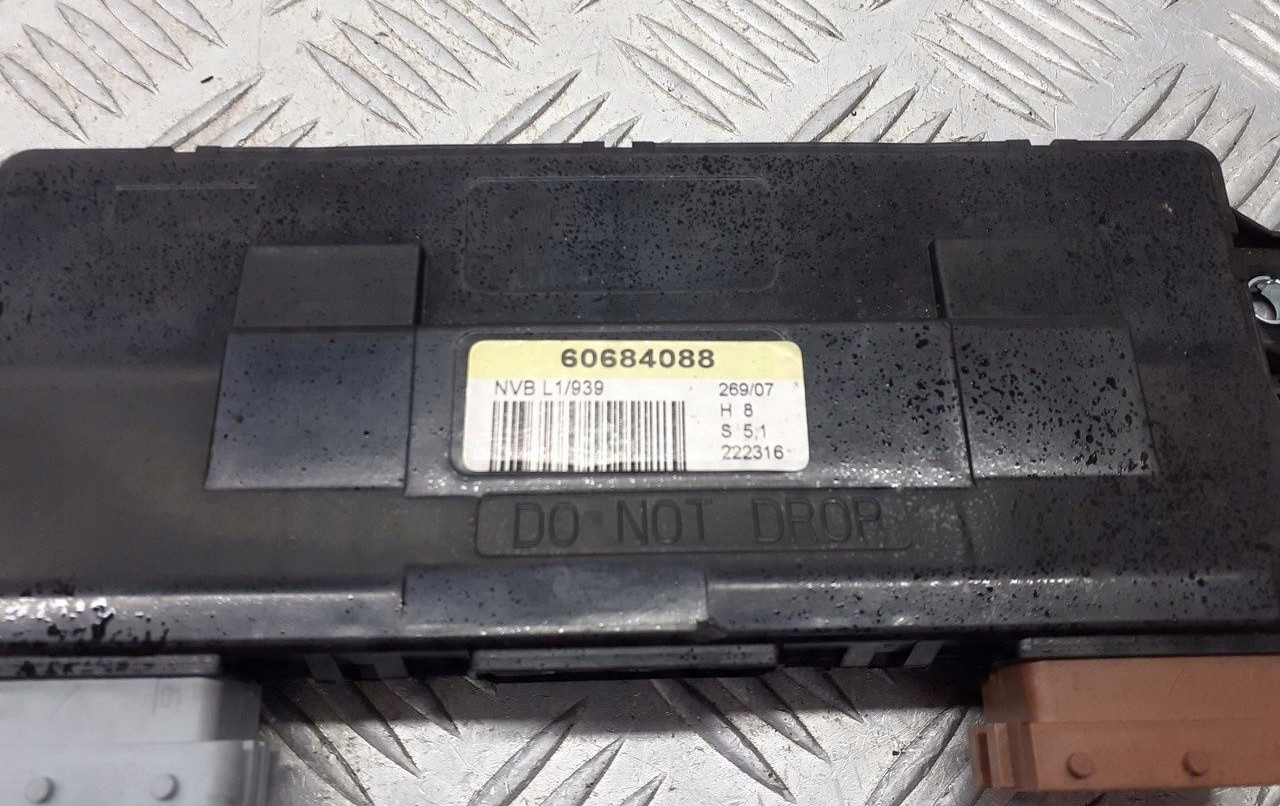 60684088
NVB L1/939 269/07
H 8
S 5,1
222316
DO NOT DROP